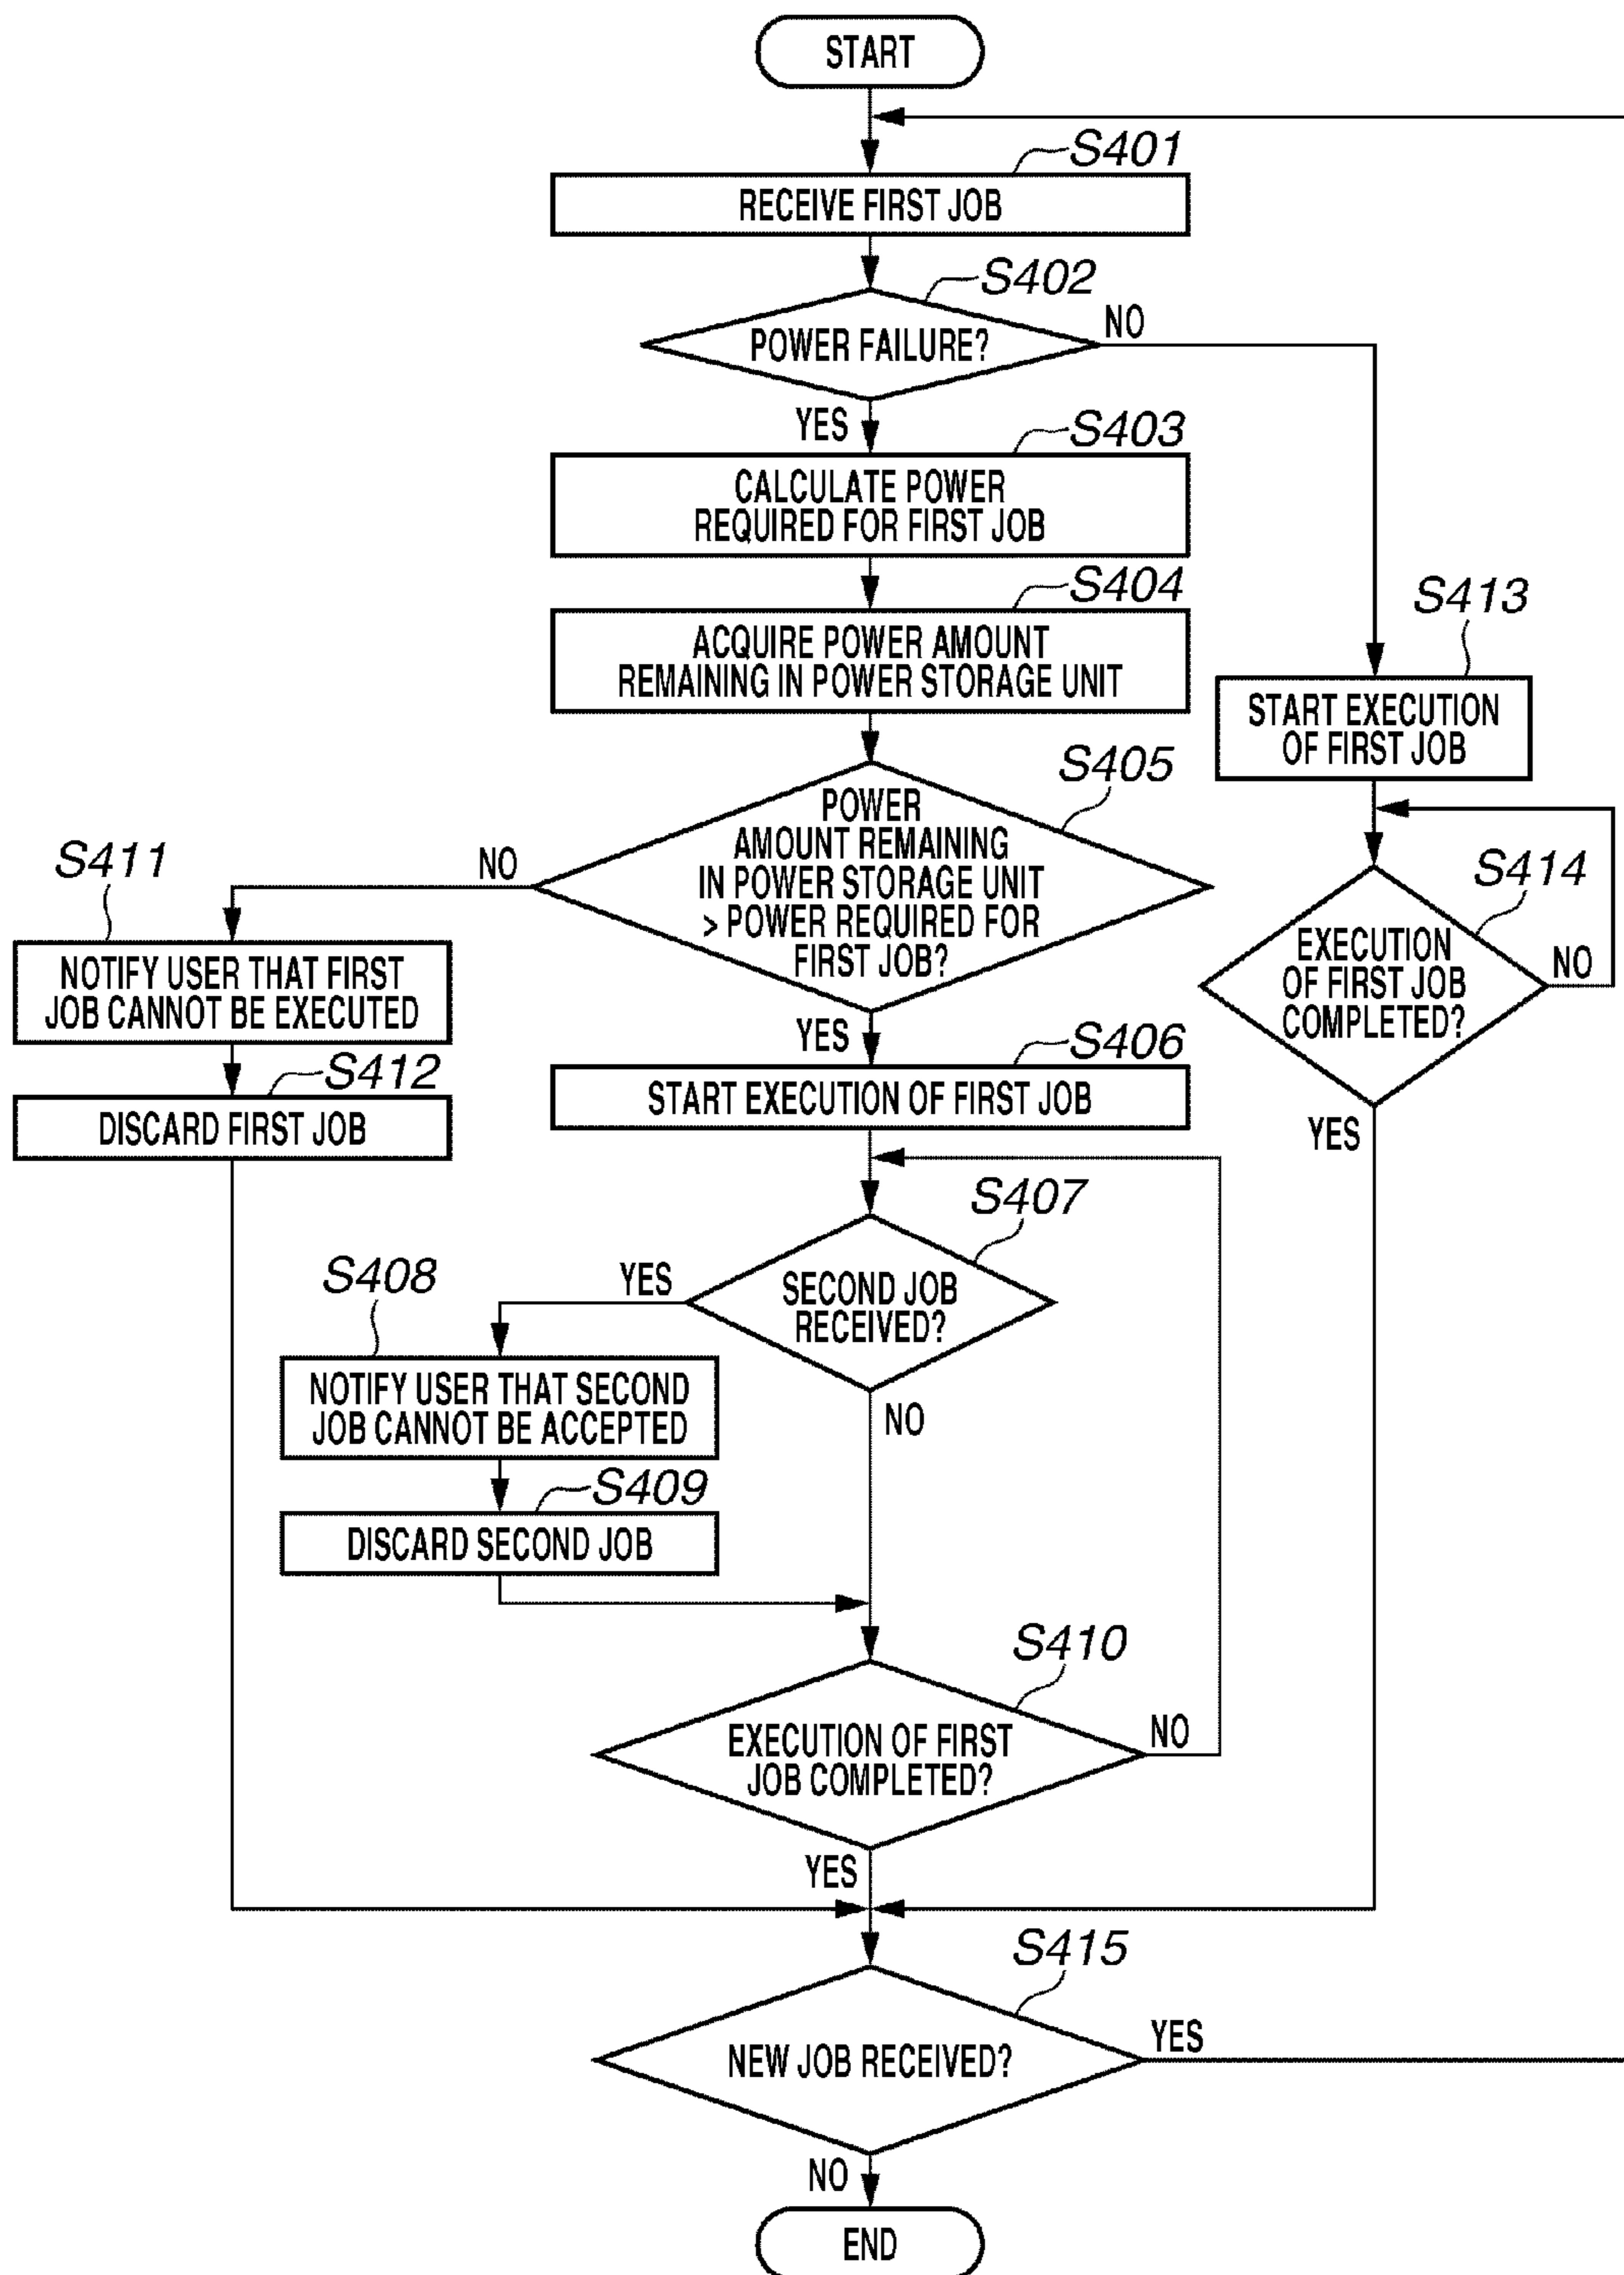 START
S401
RECEIVE FIRST JOB
S402
POWER FAILURE?
NO
YES
S403
CALCULATE POWER
REQUIRED FOR FIRST JOB
S404
ACQUIRE POWER AMOUNT
REMAINING IN POWER STORAGE UNIT
S413
START EXECUTION
OF FIRST JOB
S405
POWER
AMOUNT REMAINING
IN POWER STORAGE UNIT
> POWER REQUIRED FOR
FIRST JOB?
NO
S411
NOTIFY USER THAT FIRST
JOB CANNOT BE EXECUTED
S412
DISCARD FIRST JOB
S414
EXECUTION
OF FIRST JOB
COMPLETED?
NO
YES
YES
S406
START EXECUTION OF FIRST JOB
S407
SECOND JOB
RECEIVED?
YES
S408
NOTIFY USER THAT SECOND
JOB CANNOT BE ACCEPTED
NO
S409
DISCARD SECOND JOB
S410
EXECUTION OF FIRST
JOB COMPLETED?
NO
YES
S415
NEW JOB RECEIVED?
YES
NO
END